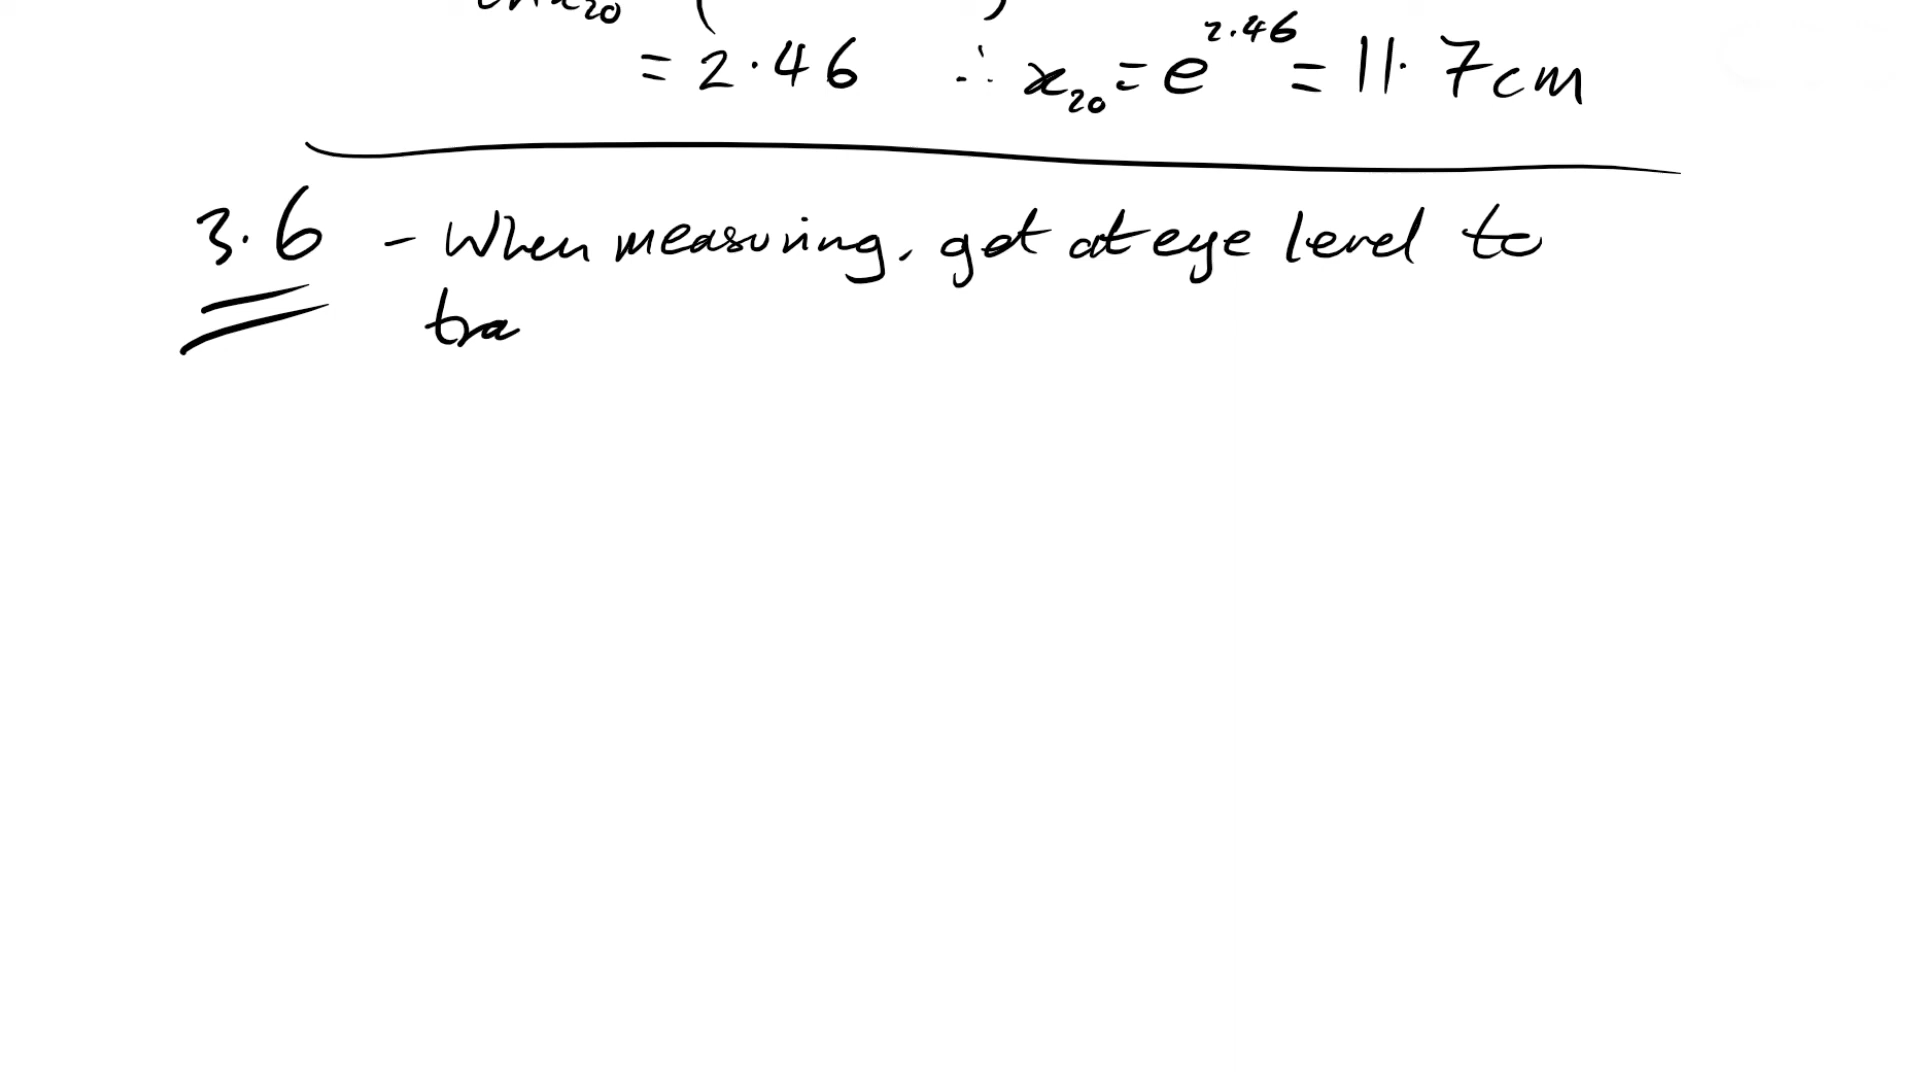 = 2.46 ∴ x₂₀ = e^2.46 = 11.7cm
3.6 - When measuring, get at eye level to
tra